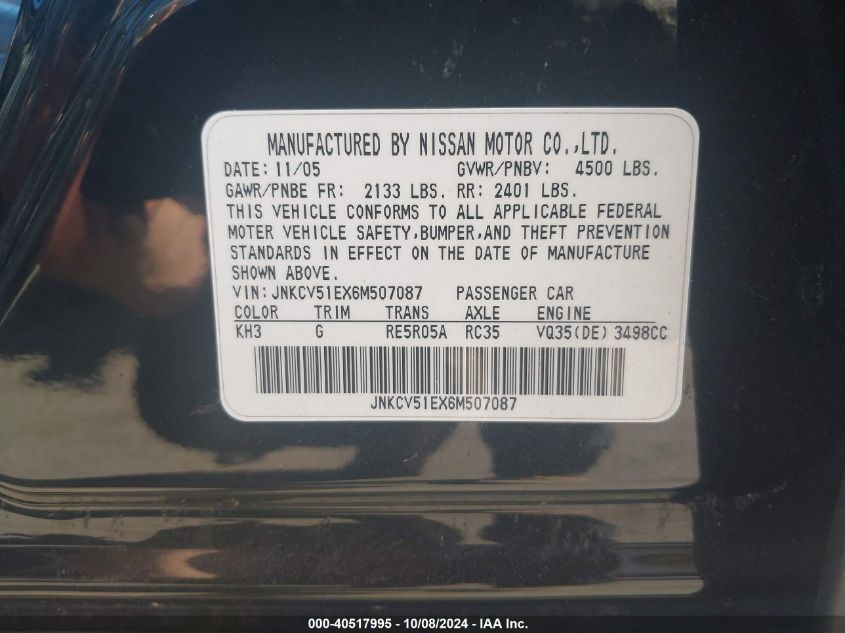 MANUFACTURED BY NISSAN MOTOR CO.,LTD.
DATE: 11/05 GVWR/PNBV: 4500 LBS.
GAWR/PNBE FR: 2133 LBS. RR: 2401 LBS.
THIS VEHICLE CONFORMS TO ALL APPLICABLE FEDERAL
MOTER VEHICLE SAFETY,BUMPER,AND THEFT PREVENTION
STANDARDS IN EFFECT ON THE DATE OF MANUFACTURE
SHOWN ABOVE.
VIN:JNKCV51EX6M507087 PASSENGER CAR
COLOR TRIM TRANS AXLE ENGINE
KH3 G RE5R05A RC35 VQ35(DE) 3498CC
JNKCV51EX6M507087
000-40517995 - 10/08/2024 - IAA Inc.